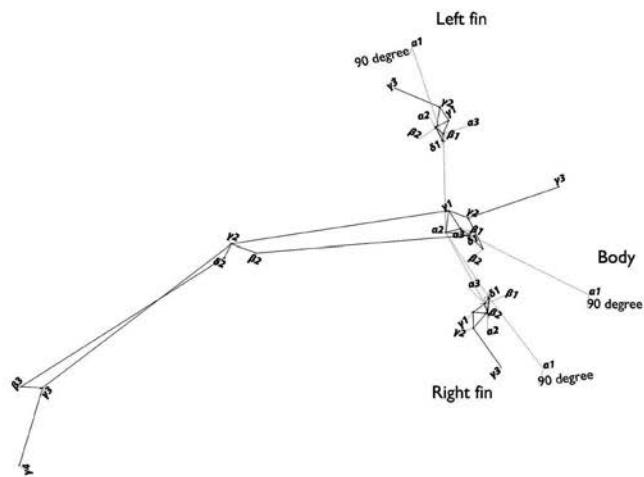 Left fin
α1
90 degree
γ3
γ2
γ1
α2
α3
β2
β1
δ1
γ3
γ1
γ2
α2
α3
β1
δ1
β2
γ2
δ2
β2
Body
α1
90 degree
α3
δ1
β1
γ1
β2
γ2
α2
α1
90 degree
γ3
Right fin
β3
γ3
γ4